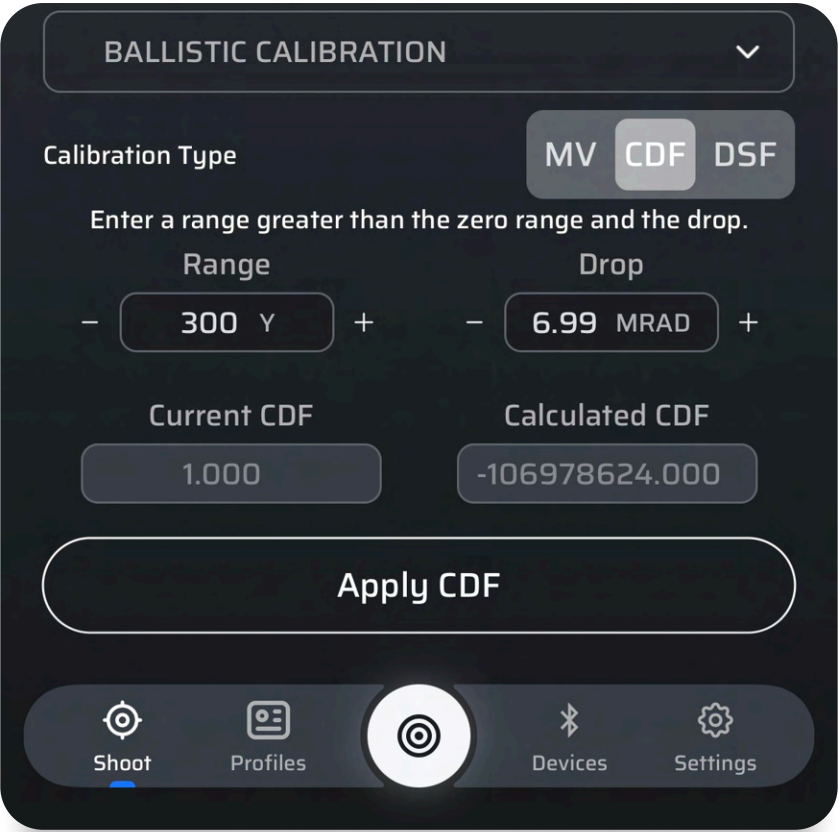 BALLISTIC CALIBRATION
Calibration Type
MV CDF DSF
Enter a range greater than the zero range and the drop.
Range Drop
− 300 Y + − 6.99 MRAD +
Current CDF Calculated CDF
1.000 -106978624.000
Apply CDF
Shoot Profiles Devices Settings